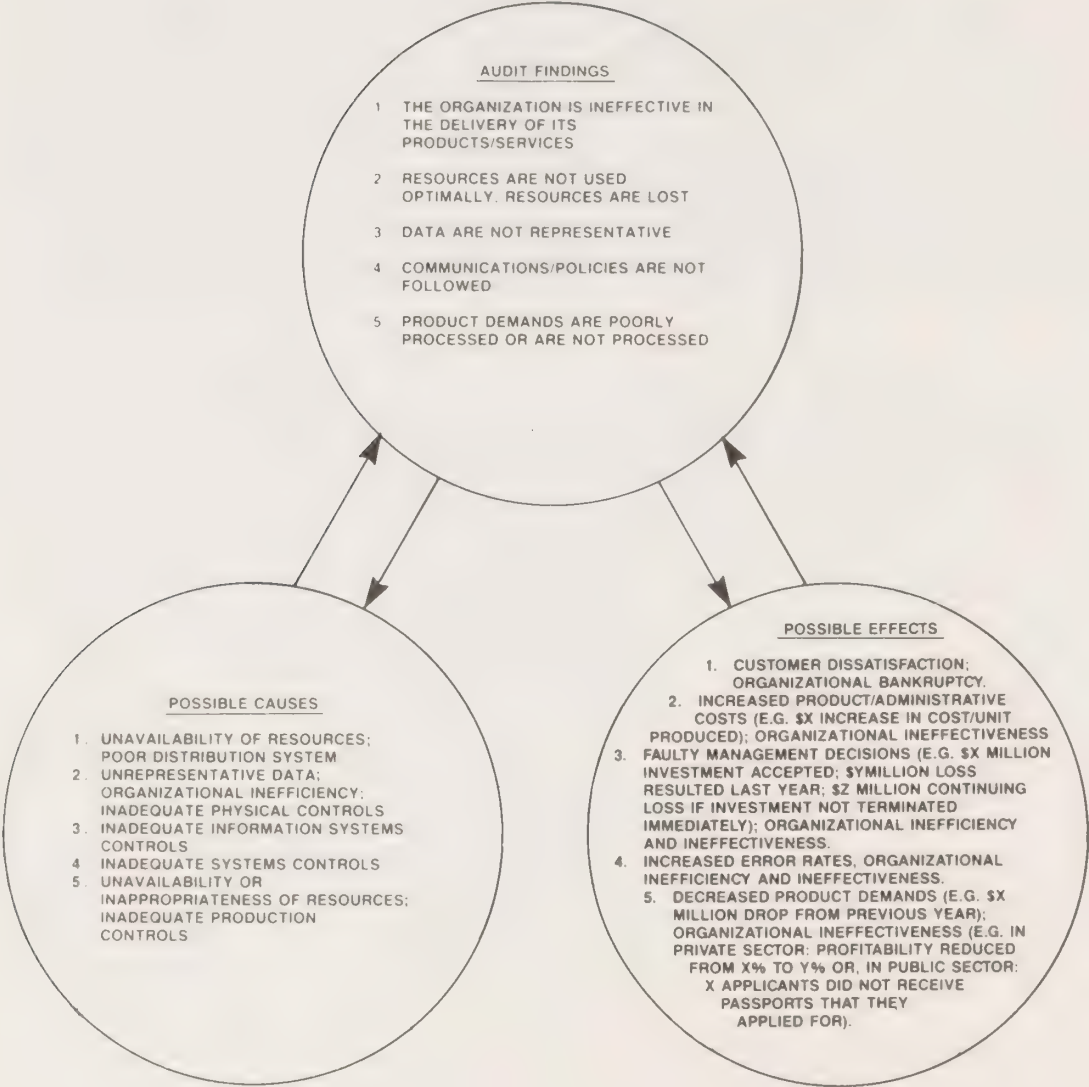 AUDIT FINDINGS
1 THE ORGANIZATION IS INEFFECTIVE IN
THE DELIVERY OF ITS
PRODUCTS/SERVICES
2 RESOURCES ARE NOT USED
OPTIMALLY. RESOURCES ARE LOST
3 DATA ARE NOT REPRESENTATIVE
4 COMMUNICATIONS/POLICIES ARE NOT
FOLLOWED
5 PRODUCT DEMANDS ARE POORLY
PROCESSED OR ARE NOT PROCESSED
POSSIBLE CAUSES
1. UNAVAILABILITY OF RESOURCES;
POOR DISTRIBUTION SYSTEM
2. UNREPRESENTATIVE DATA;
ORGANIZATIONAL INEFFICIENCY;
INADEQUATE PHYSICAL CONTROLS
3. INADEQUATE INFORMATION SYSTEMS
CONTROLS
4 INADEQUATE SYSTEMS CONTROLS
5. UNAVAILABILITY OR
INAPPROPRIATENESS OF RESOURCES;
INADEQUATE PRODUCTION
CONTROLS
POSSIBLE EFFECTS
1. CUSTOMER DISSATISFACTION;
ORGANIZATIONAL BANKRUPTCY.
2. INCREASED PRODUCT/ADMINISTRATIVE
COSTS (E.G. $X INCREASE IN COST/UNIT
PRODUCED); ORGANIZATIONAL INEFFECTIVENESS
3. FAULTY MANAGEMENT DECISIONS (E.G. $X MILLION
INVESTMENT ACCEPTED; $YMILLION LOSS
RESULTED LAST YEAR; $Z MILLION CONTINUING
LOSS IF INVESTMENT NOT TERMINATED
IMMEDIATELY); ORGANIZATIONAL INEFFICIENCY
AND INEFFECTIVENESS.
4. INCREASED ERROR RATES, ORGANIZATIONAL
INEFFICIENCY AND INEFFECTIVENESS.
5. DECREASED PRODUCT DEMANDS (E.G. $X
MILLION DROP FROM PREVIOUS YEAR);
ORGANIZATIONAL INEFFECTIVENESS (E.G. IN
PRIVATE SECTOR: PROFITABILITY REDUCED
FROM X% TO Y% OR, IN PUBLIC SECTOR:
X APPLICANTS DID NOT RECEIVE
PASSPORTS THAT THEY
APPLIED FOR).